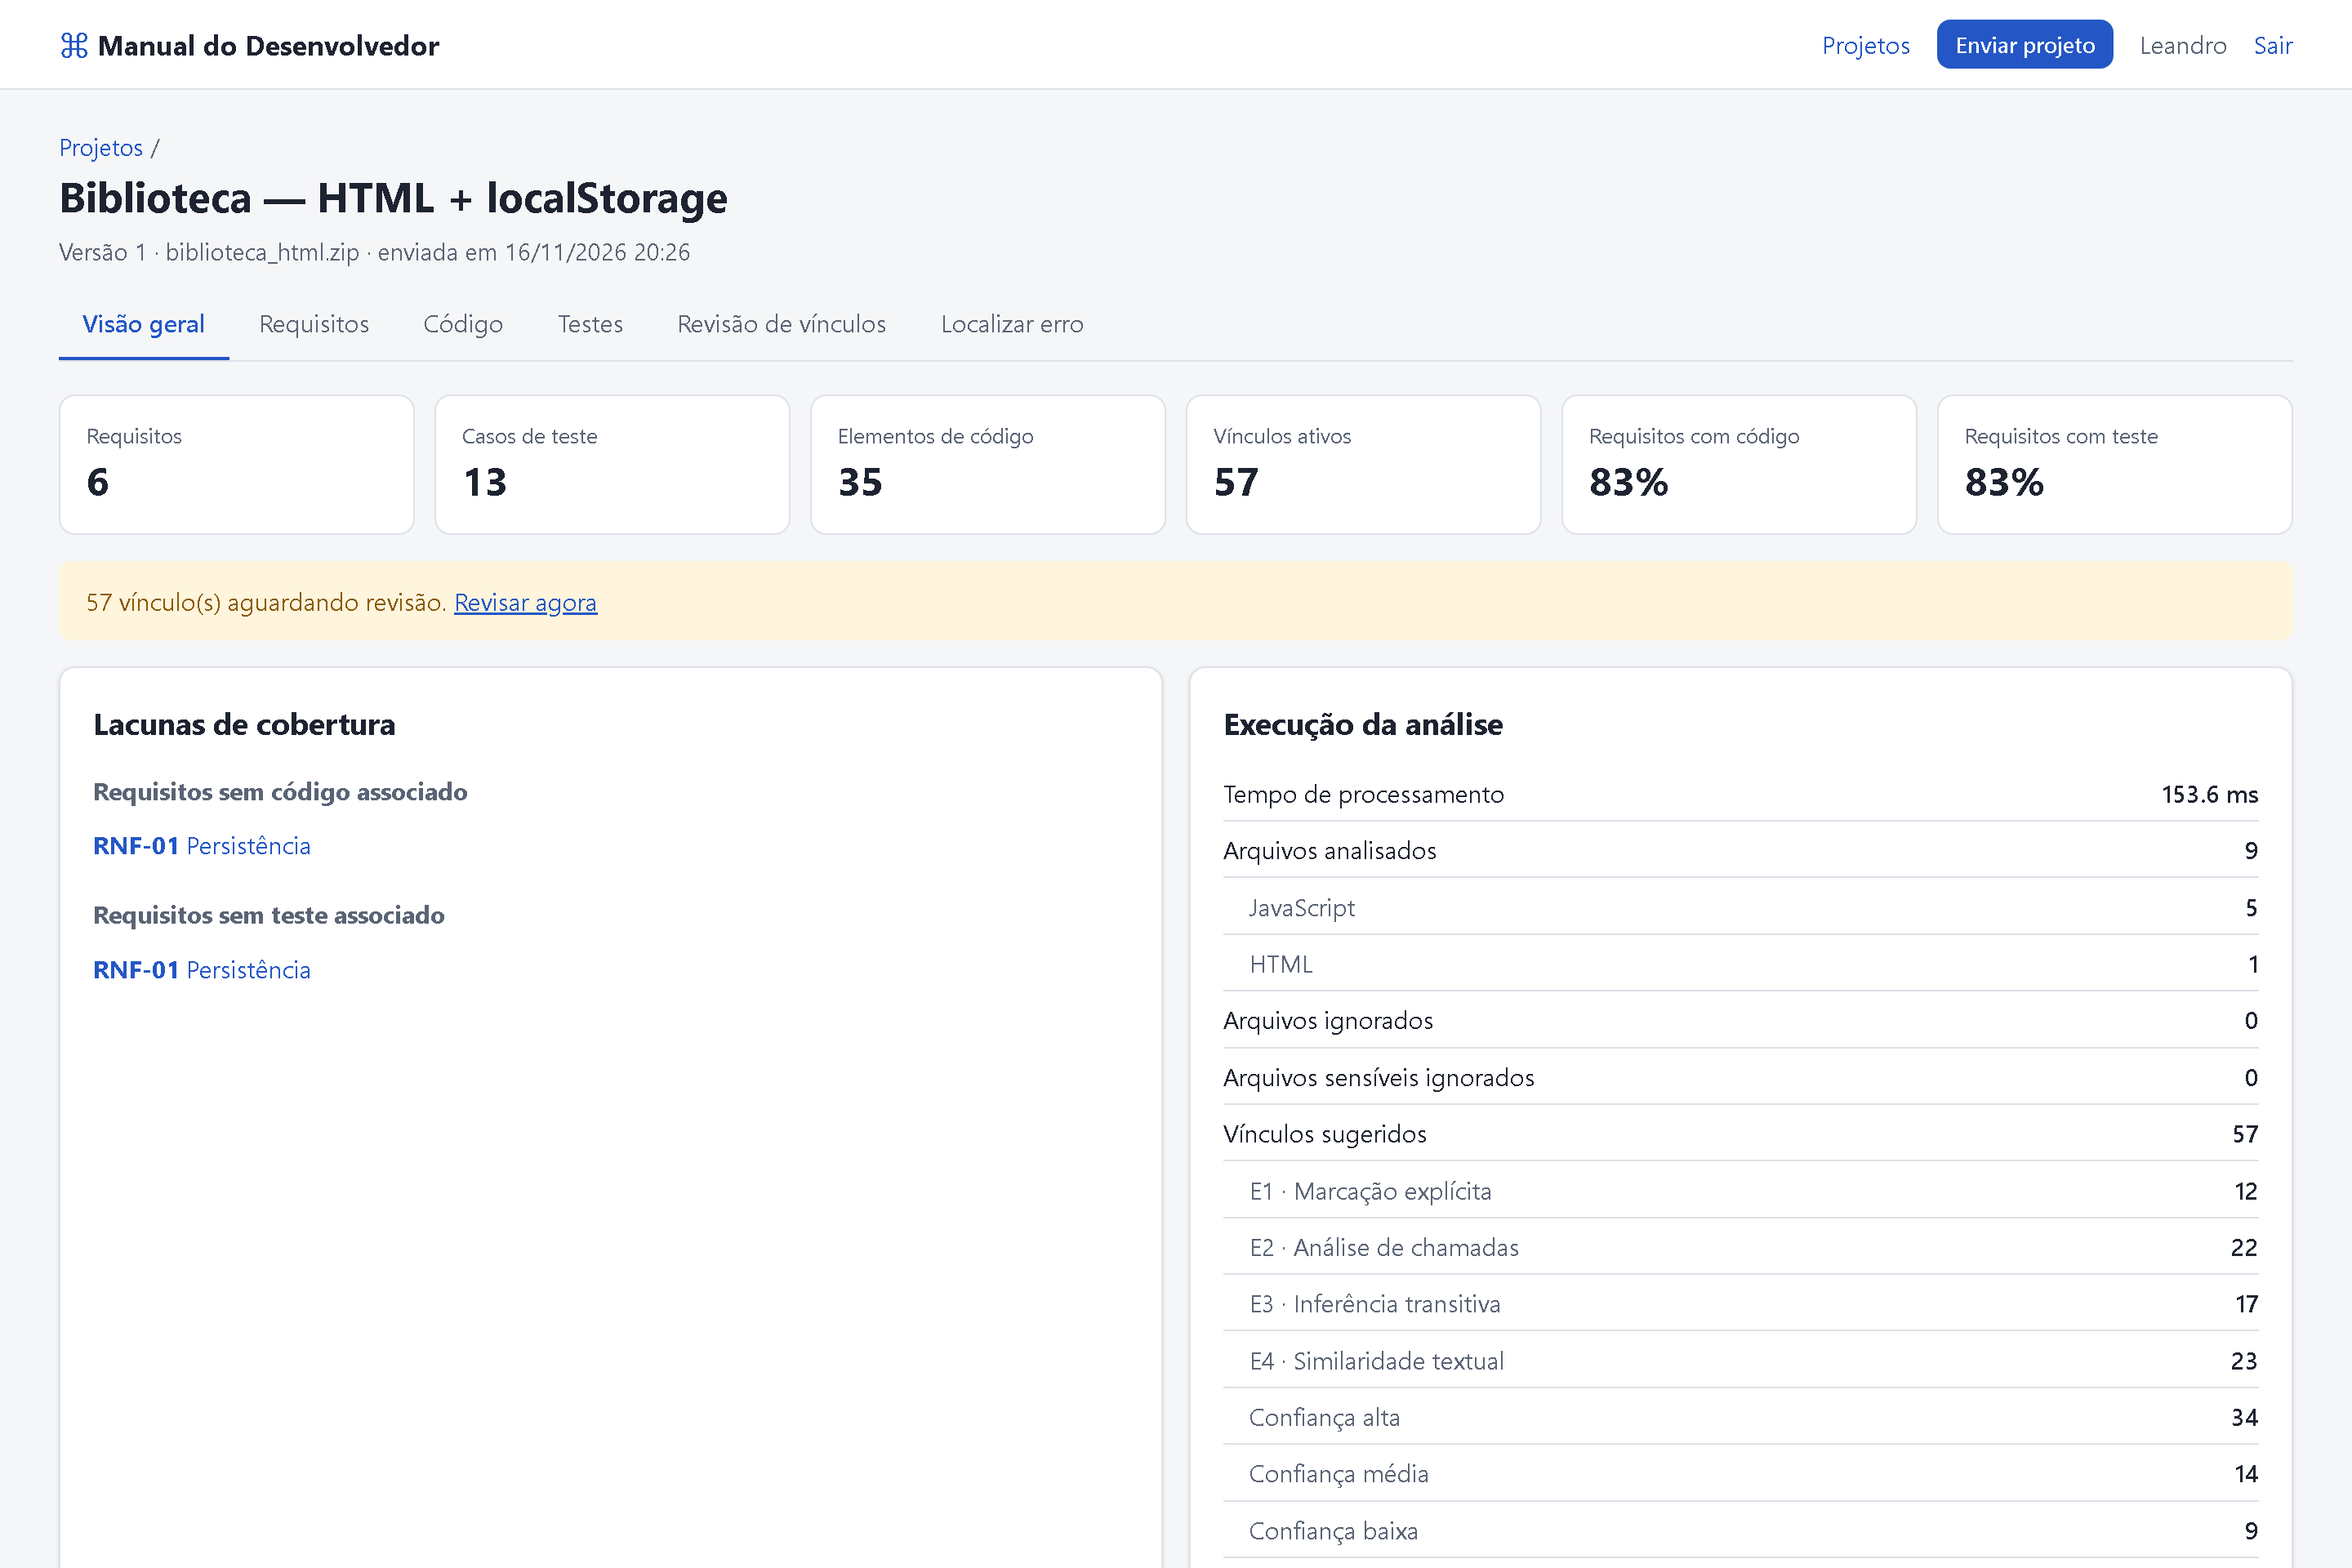 ⌘ Manual do Desenvolvedor
Projetos
Enviar projeto
Leandro
Sair
Projetos /
Biblioteca — HTML + localStorage
Versão 1 · biblioteca_html.zip · enviada em 16/11/2026 20:26
Visão geral
Requisitos
Código
Testes
Revisão de vínculos
Localizar erro
Requisitos
6
Casos de teste
13
Elementos de código
35
Vínculos ativos
57
Requisitos com código
83%
Requisitos com teste
83%
57 vínculo(s) aguardando revisão. Revisar agora
Lacunas de cobertura
Requisitos sem código associado
RNF-01 Persistência
Requisitos sem teste associado
RNF-01 Persistência
Execução da análise
Tempo de processamento 153.6 ms
Arquivos analisados 9
JavaScript 5
HTML 1
Arquivos ignorados 0
Arquivos sensíveis ignorados 0
Vínculos sugeridos 57
E1 · Marcação explícita 12
E2 · Análise de chamadas 22
E3 · Inferência transitiva 17
E4 · Similaridade textual 23
Confiança alta 34
Confiança média 14
Confiança baixa 9